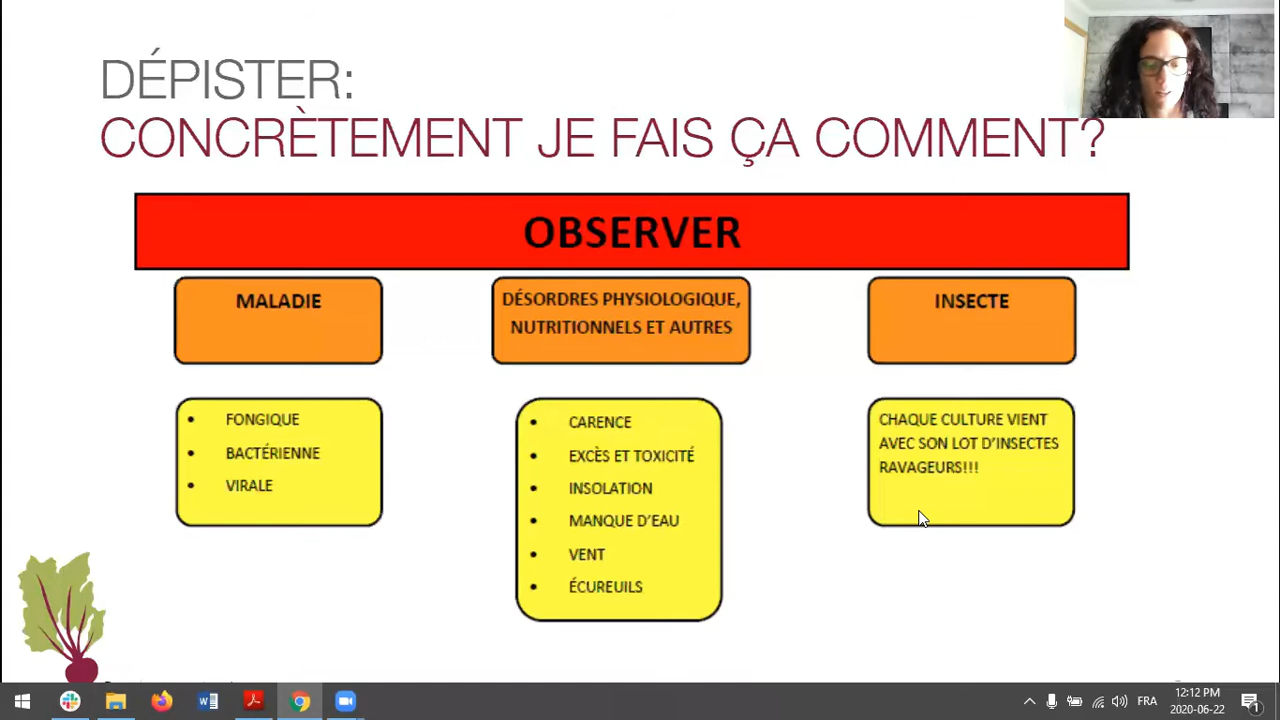 DÉPISTER:
CONCRÈTEMENT JE FAIS ÇA COMMENT?
OBSERVER
MALADIE
• FONGIQUE
• BACTÉRIENNE
• VIRALE
DÉSORDRES PHYSIOLOGIQUE,
NUTRITIONNELS ET AUTRES
• CARENCE
• EXCÈS ET TOXICITÉ
• INSOLATION
• MANQUE D'EAU
• VENT
• ÉCUREUILS
INSECTE
CHAQUE CULTURE VIENT
AVEC SON LOT D'INSECTES
RAVAGEURS!!!
FRA
12:12 PM
2020-06-22
1